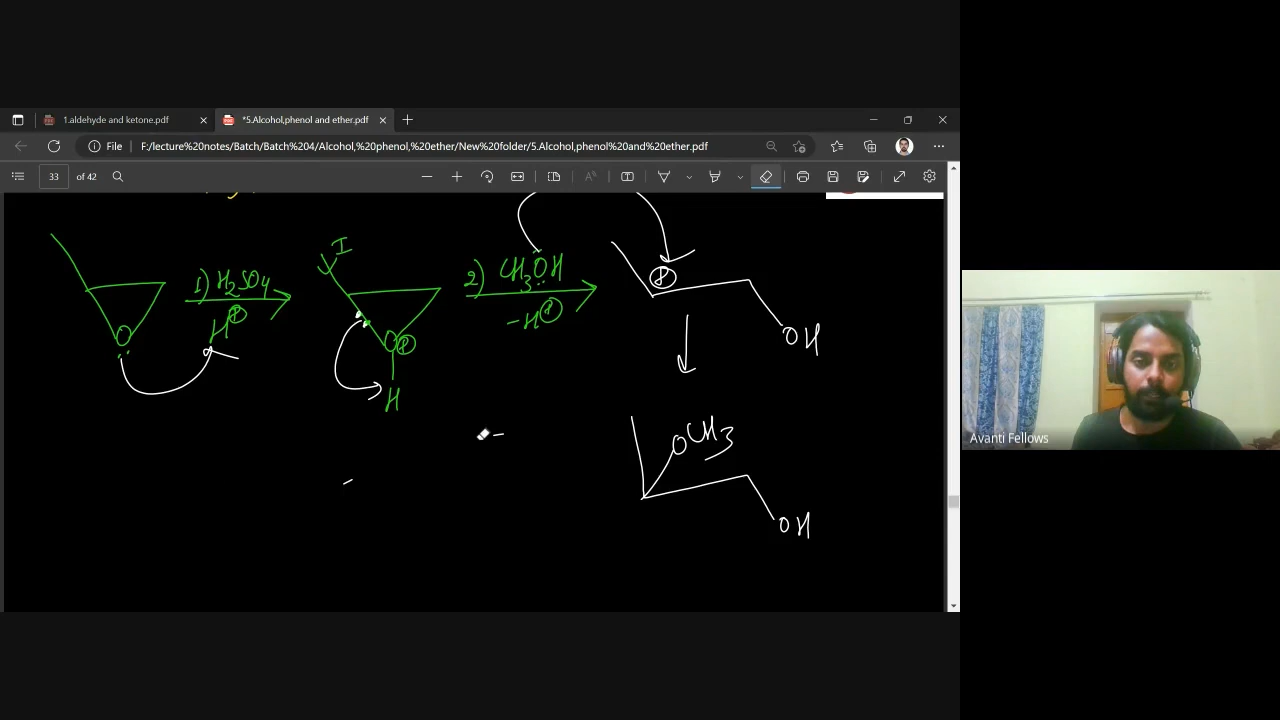 1.aldehyde and ketone.pdf
*5.Alcohol,phenol and ether.pdf
File
F:/lecture%20notes/Batch/Batch%204/Alcohol,%20phenol,%20ether/New%20folder/5.Alcohol,phenol%20and%20ether.pdf
33 of 42
O
1) H2SO4
H⊕
I
O⊕
H
2) CH3OH
-H⊕
⊕
OH
OCH3
OH
Avanti Fellows